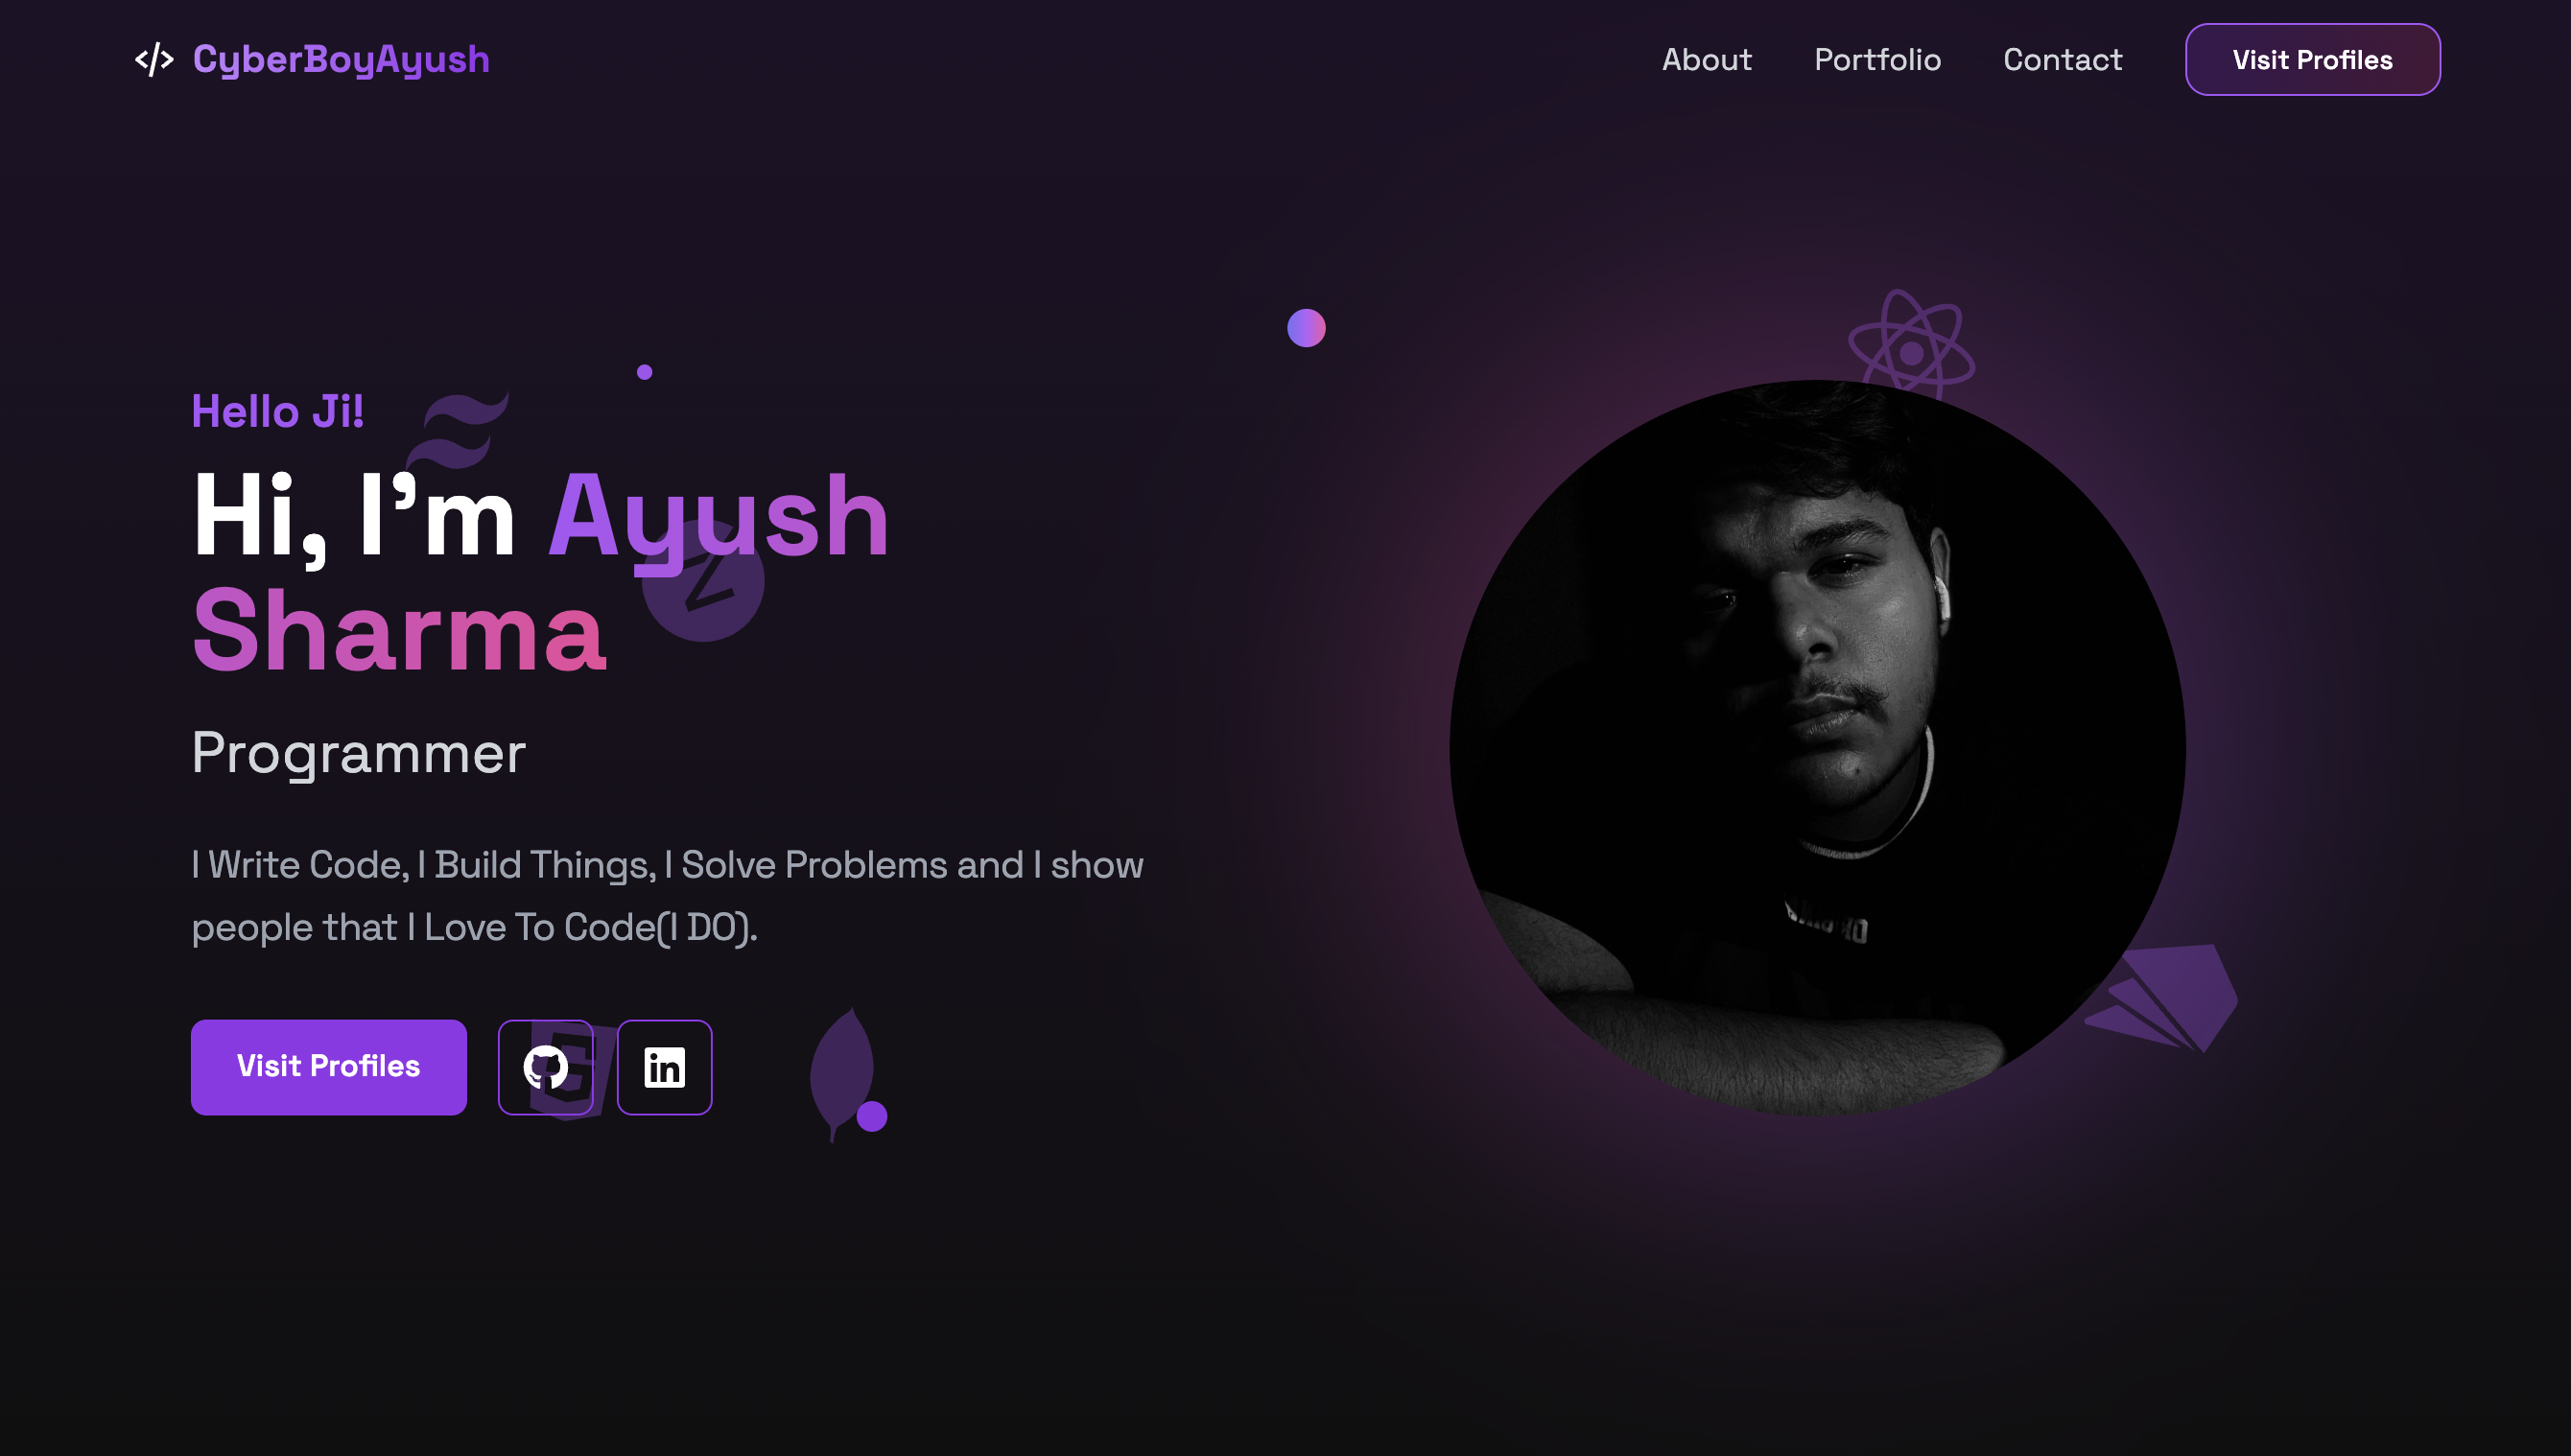 </> CyberBoyAyush
About
Portfolio
Contact
Visit Profiles
Hello Ji!
Hi, I'm Ayush
Sharma
Programmer
I Write Code, I Build Things, I Solve Problems and I show
people that I Love To Code(I DO).
Visit Profiles
in